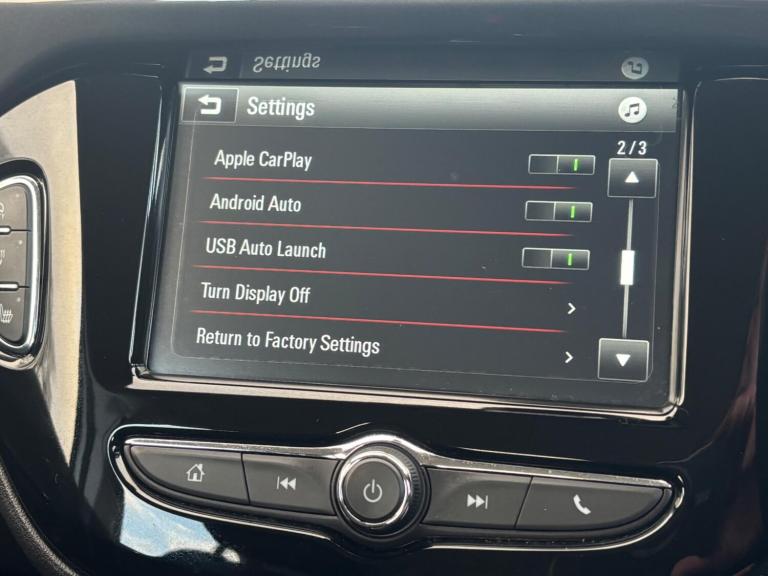 Settings
Settings
2/3
Apple CarPlay
Android Auto
USB Auto Launch
Turn Display Off
Return to Factory Settings